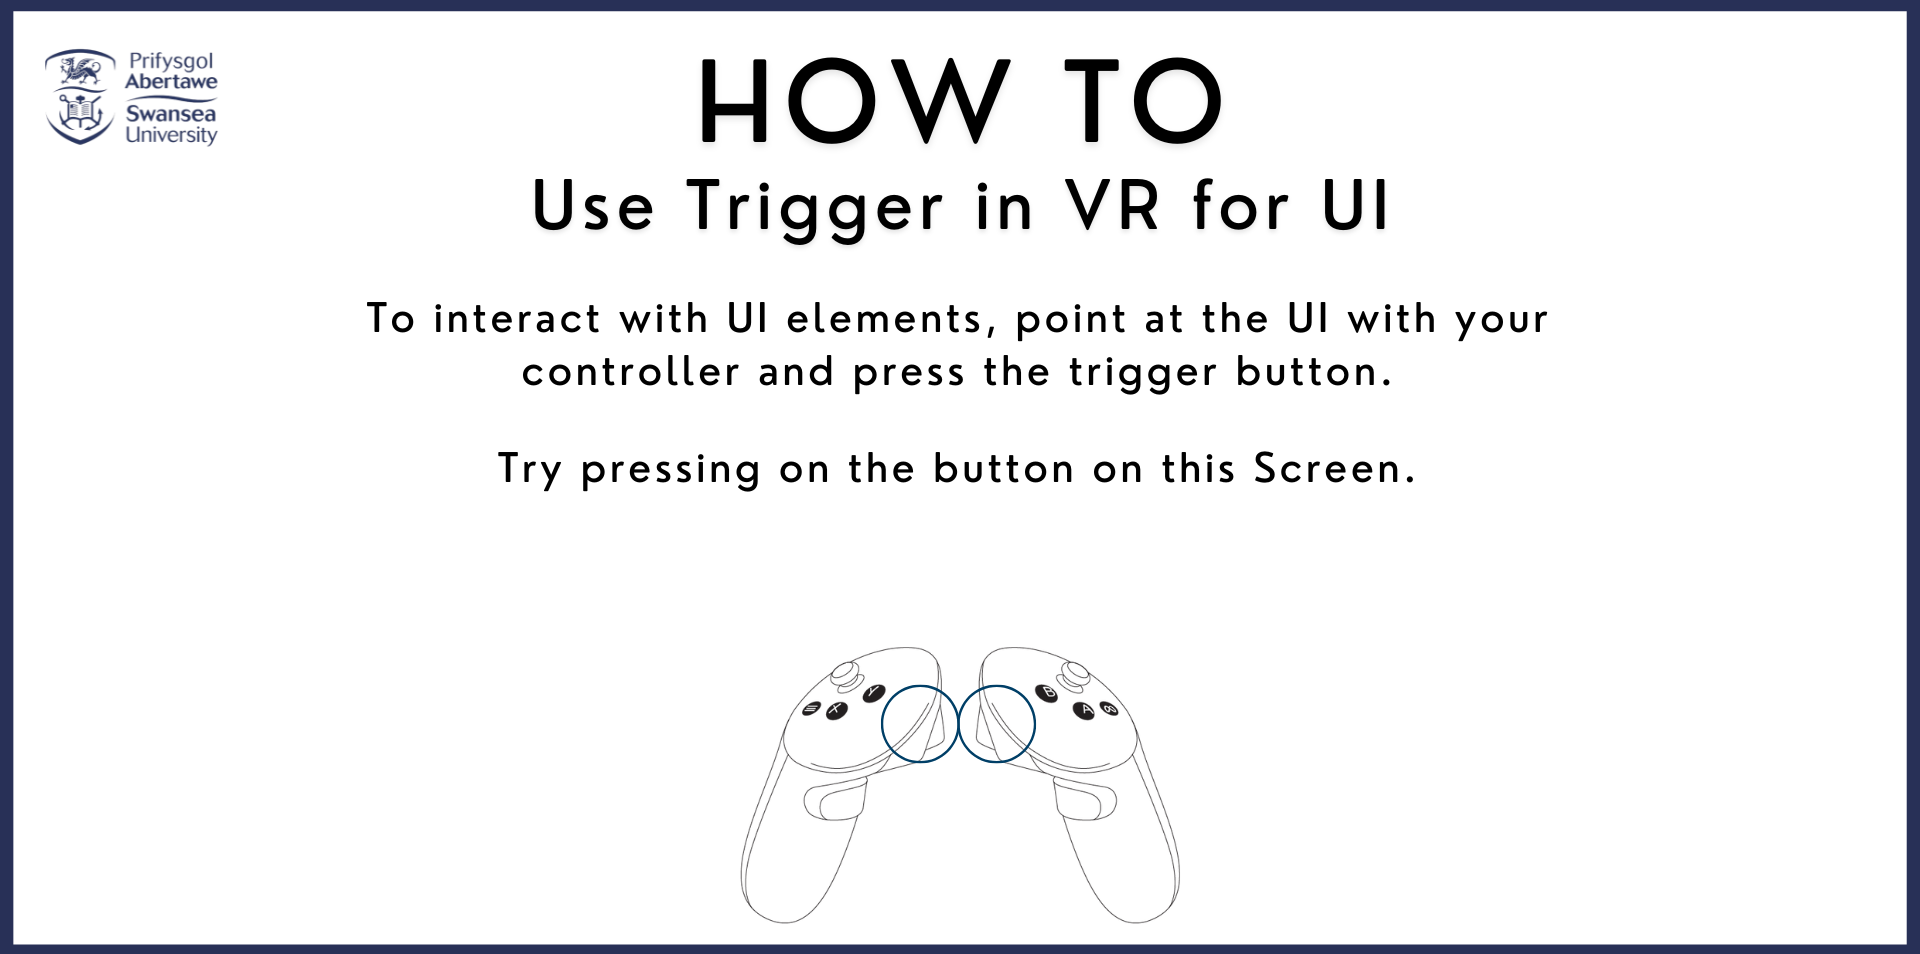 Prifysgol
Abertawe
Swansea
University
HOW TO
Use Trigger in VR for UI
To interact with UI elements, point at the UI with your
controller and press the trigger button.
Try pressing on the button on this Screen.
Y
X
B
A